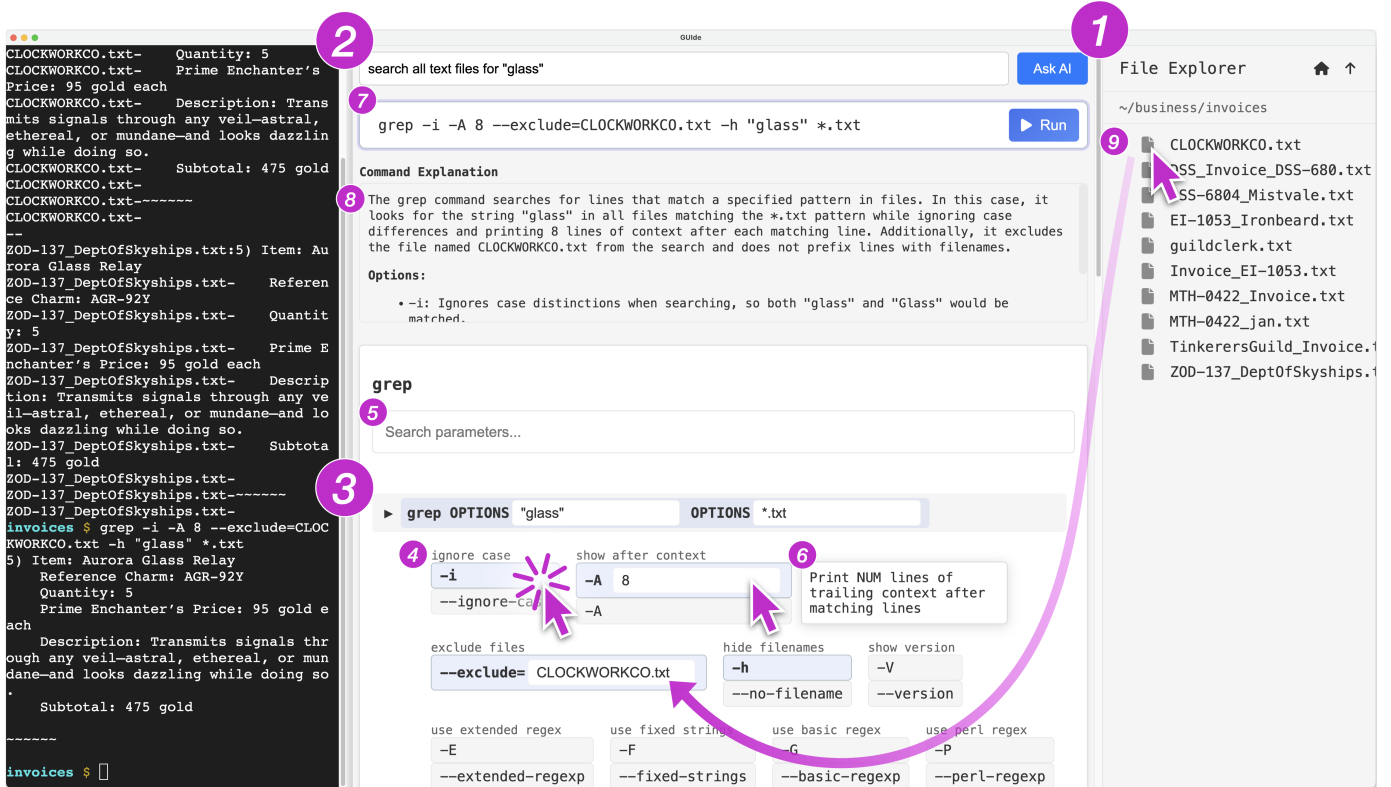 GUIde
CLOCKWORKCO.txt-    Quantity: 5
CLOCKWORKCO.txt-    Prime Enchanter's
Price: 95 gold each
CLOCKWORKCO.txt-    Description: Trans
mits signals through any veil—astral,
ethereal, or mundane—and looks dazzlin
g while doing so.
CLOCKWORKCO.txt-    Subtotal: 475 gold
CLOCKWORKCO.txt-
CLOCKWORKCO.txt-~~~~~~
CLOCKWORKCO.txt-
--
ZOD-137_DeptOfSkyships.txt:5) Item: Au
rora Glass Relay
ZOD-137_DeptOfSkyships.txt-    Referen
ce Charm: AGR-92Y
ZOD-137_DeptOfSkyships.txt-    Quantit
y: 5
ZOD-137_DeptOfSkyships.txt-    Prime E
nchanter's Price: 95 gold each
ZOD-137_DeptOfSkyships.txt-    Descrip
tion: Transmits signals through any ve
il—astral, ethereal, or mundane—and lo
oks dazzling while doing so.
ZOD-137_DeptOfSkyships.txt-    Subtota
l: 475 gold
ZOD-137_DeptOfSkyships.txt-
ZOD-137_DeptOfSkyships.txt-~~~~~~
ZOD-137_DeptOfSkyships.txt-
invoices $ grep -i -A 8 --exclude=CLOC
KWORKCO.txt -h "glass" *.txt
5) Item: Aurora Glass Relay
    Reference Charm: AGR-92Y
    Quantity: 5
    Prime Enchanter's Price: 95 gold e
ach
    Description: Transmits signals thr
ough any veil—astral, ethereal, or mun
dane—and looks dazzling while doing so
.
    Subtotal: 475 gold
~~~~~~
invoices $
2
search all text files for "glass"
Ask AI
7
grep -i -A 8 --exclude=CLOCKWORKCO.txt -h "glass" *.txt
Run
Command Explanation
8
The grep command searches for lines that match a specified pattern in files. In this case, it
looks for the string "glass" in all files matching the *.txt pattern while ignoring case
differences and printing 8 lines of context after each matching line. Additionally, it excludes
the file named CLOCKWORKCO.txt from the search and does not prefix lines with filenames.
Options:
• -i: Ignores case distinctions when searching, so both "glass" and "Glass" would be
matched.
grep
5
Search parameters...
3
▶ grep OPTIONS "glass" OPTIONS *.txt
4
ignore case
-i
--ignore-cas
show after context
-A 8
-A
6
Print NUM lines of
trailing context after
matching lines
exclude files
--exclude= CLOCKWORKCO.txt
hide filenames
-h
--no-filename
show version
-V
--version
use extended regex
-E
--extended-regexp
use fixed strings
-F
--fixed-strings
use basic regex
-G
--basic-regexp
use perl regex
-P
--perl-regexp
1
File Explorer
~/business/invoices
9
CLOCKWORKCO.txt
DSS_Invoice_DSS-680.txt
DSS-6804_Mistvale.txt
EI-1053_Ironbeard.txt
guildclerk.txt
Invoice_EI-1053.txt
MTH-0422_Invoice.txt
MTH-0422_jan.txt
TinkerersGuild_Invoice.t
ZOD-137_DeptOfSkyships.t